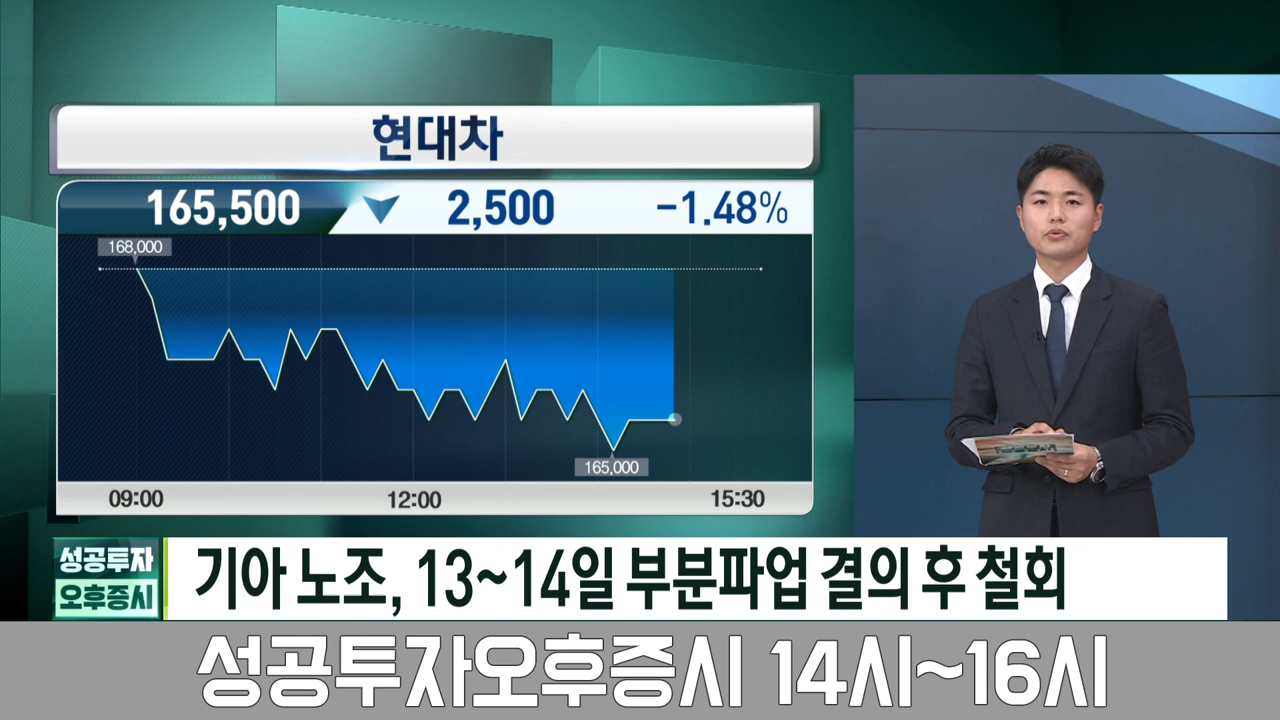 현대차
165,500 ▼ 2,500 -1.48%
168,000
165,000
09:00 12:00 15:30
성공투자
오후증시
기아 노조, 13~14일 부분파업 결의 후 철회
성공투자오후증시 14시~16시